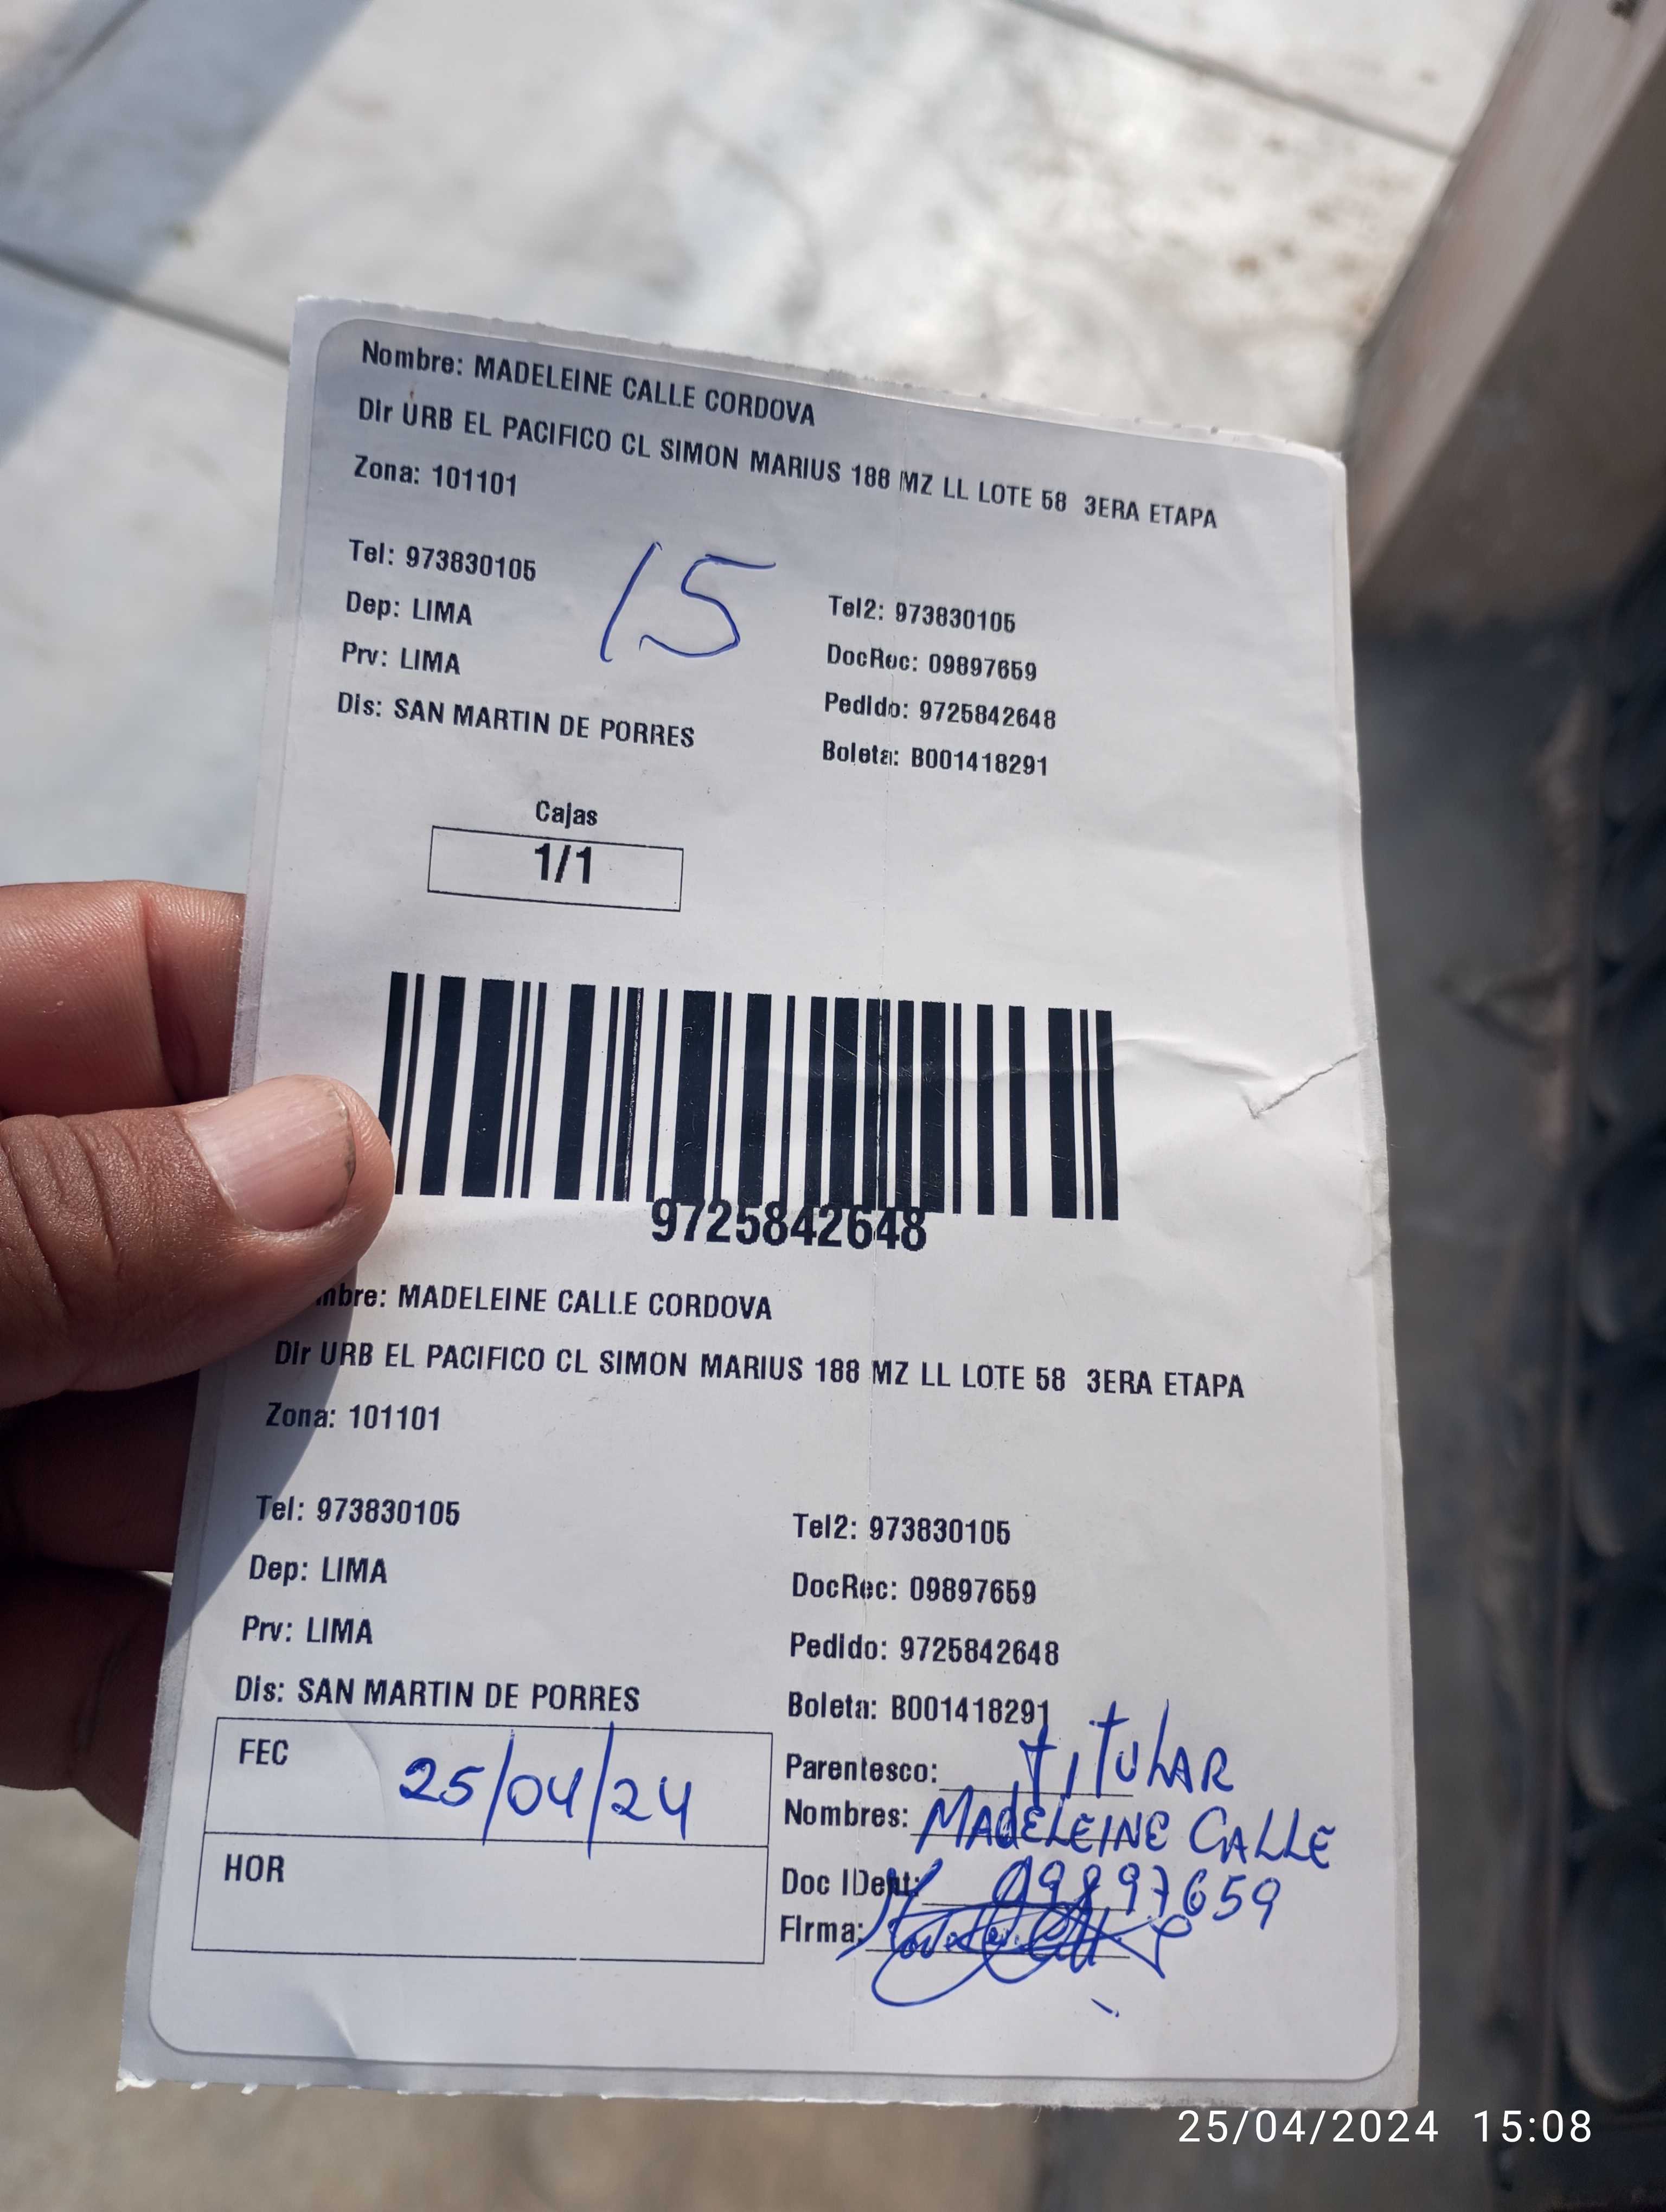 Nombre: MADELEINE CALLE CORDOVA
Dir URB EL PACIFICO CL SIMON MARIUS 188 MZ LL LOTE 58 3ERA ETAPA
Zona: 101101
15
Tel: 973830105
Tel2: 973830105
Dep: LIMA
DocRec: 09897659
Prv: LIMA
Pedido: 9725842648
Dis: SAN MARTIN DE PORRES
Boleta: B001418291
Cajas
1/1
9725842648
mbre: MADELEINE CALLE CORDOVA
Dir URB EL PACIFICO CL SIMON MARIUS 188 MZ LL LOTE 58 3ERA ETAPA
Zona: 101101
Tel: 973830105
Tel2: 973830105
Dep: LIMA
DocRec: 09897659
Prv: LIMA
Pedido: 9725842648
Dis: SAN MARTIN DE PORRES
Boleta: B001418291
FEC 25/04/24
Parentesco: TITULAR
Nombres: MADELEINE CALLE
HOR
Doc IDent: 09897659
Firma:
25/04/2024 15:08